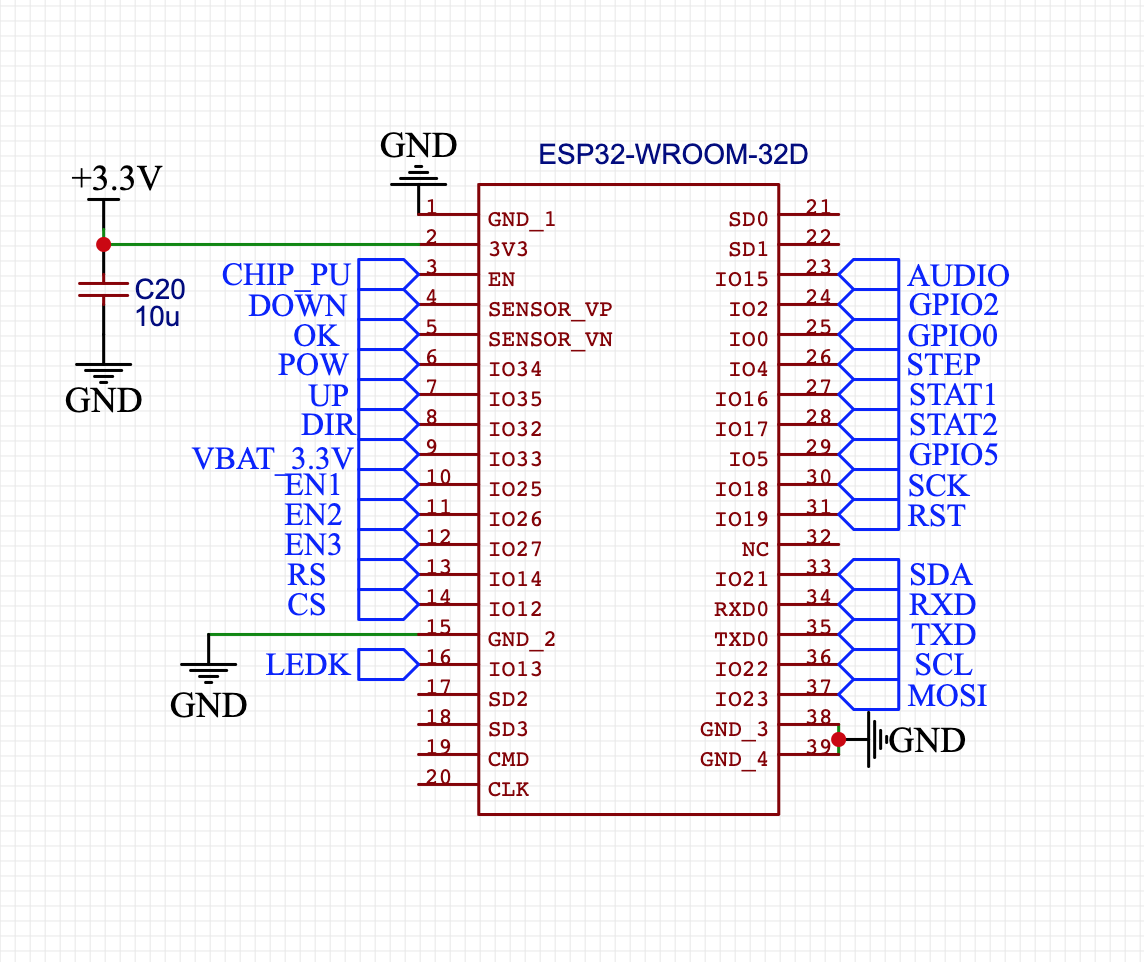 GND
ESP32-WROOM-32D
+3.3V
C20
10u
GND
1 GND_1 SD0 21
2 3V3 SD1 22
CHIP_PU 3 EN IO15 23 AUDIO
DOWN 4 SENSOR_VP IO2 24 GPIO2
OK 5 SENSOR_VN IO0 25 GPIO0
POW 6 IO34 IO4 26 STEP
UP 7 IO35 IO16 27 STAT1
DIR 8 IO32 IO17 28 STAT2
VBAT_3.3V 9 IO33 IO5 29 GPIO5
EN1 10 IO25 IO18 30 SCK
EN2 11 IO26 IO19 31 RST
EN3 12 IO27 NC 32
RS 13 IO14 IO21 33 SDA
CS 14 IO12 RXD0 34 RXD
15 GND_2 TXD0 35 TXD
LEDK 16 IO13 IO22 36 SCL
GND
17 SD2 IO23 37 MOSI
18 SD3 GND_3 38
GND
19 CMD GND_4 39
20 CLK